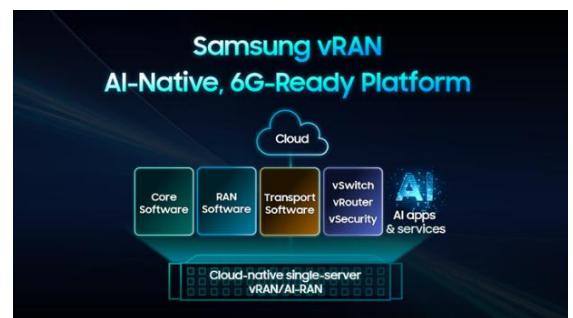 Samsung vRAN
AI-Native, 6G-Ready Platform
Cloud
Core
Software
RAN
Software
Transport
Software
vSwitch
vRouter
vSecurity
AI
AI apps
& services
Cloud-native single-server
vRAN/AI-RAN